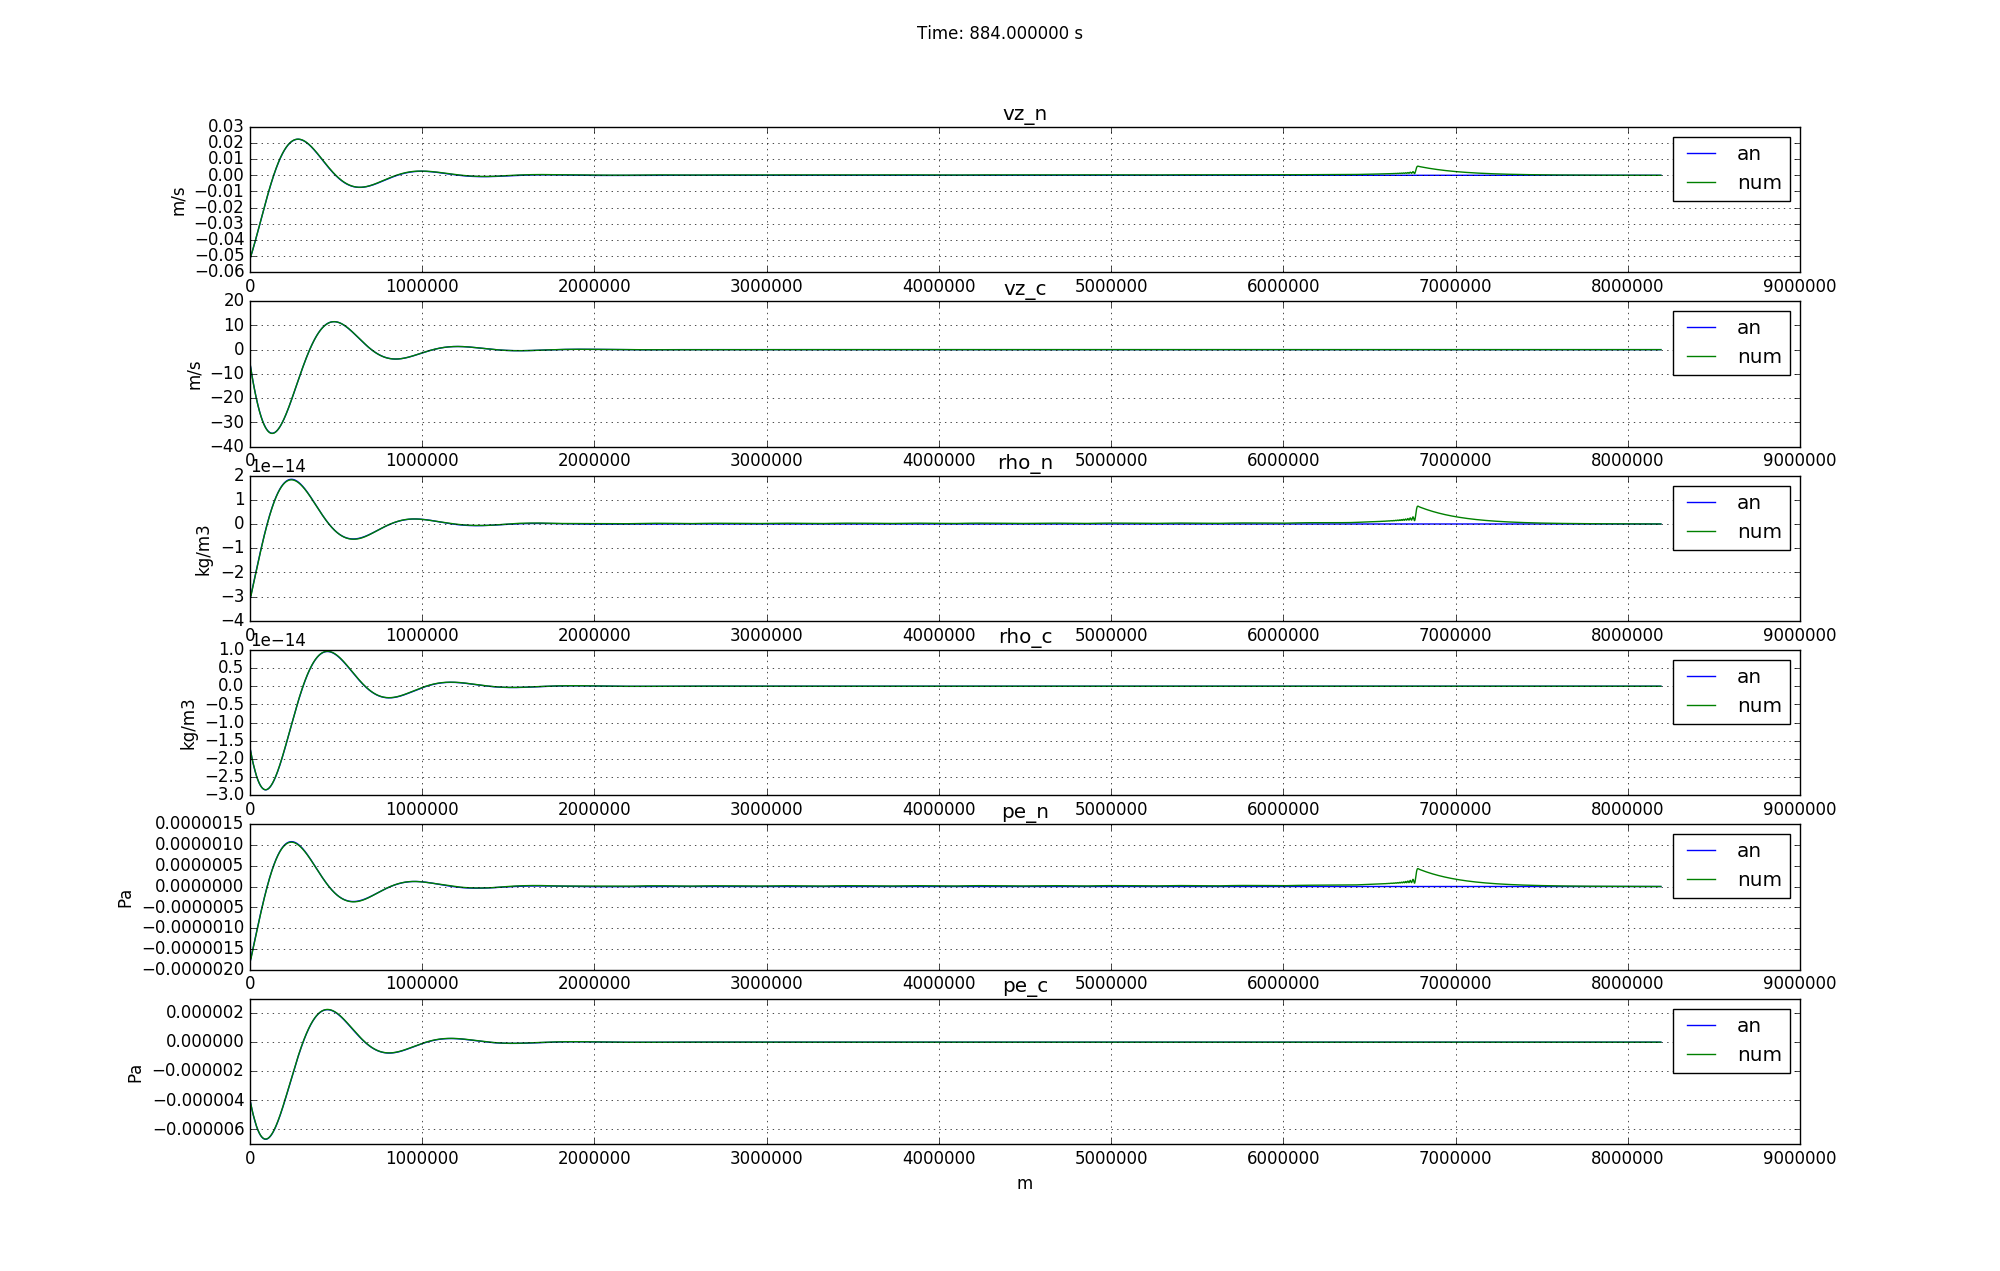 Time: 884.000000 s
vz_n
0.03
0.02
0.01
0.00
−0.01
−0.02
−0.03
−0.04
−0.05
−0.06
m/s
an
num
0 1000000 2000000 3000000 4000000 5000000 6000000 7000000 8000000 9000000
vz_c
20
10
0
−10
−20
−30
−40
m/s
an
num
0 1000000 2000000 3000000 4000000 5000000 6000000 7000000 8000000 9000000
1e−14
rho_n
2
1
0
−1
−2
−3
−4
kg/m3
an
num
0 1000000 2000000 3000000 4000000 5000000 6000000 7000000 8000000 9000000
1e−14
rho_c
1.0
0.5
0.0
−0.5
−1.0
−1.5
−2.0
−2.5
−3.0
kg/m3
an
num
0 1000000 2000000 3000000 4000000 5000000 6000000 7000000 8000000 9000000
pe_n
0.0000015
0.0000010
0.0000005
0.0000000
−0.0000005
−0.0000010
−0.0000015
−0.0000020
Pa
an
num
0 1000000 2000000 3000000 4000000 5000000 6000000 7000000 8000000 9000000
pe_c
0.000002
0.000000
−0.000002
−0.000004
−0.000006
Pa
an
num
0 1000000 2000000 3000000 4000000 5000000 6000000 7000000 8000000 9000000
m